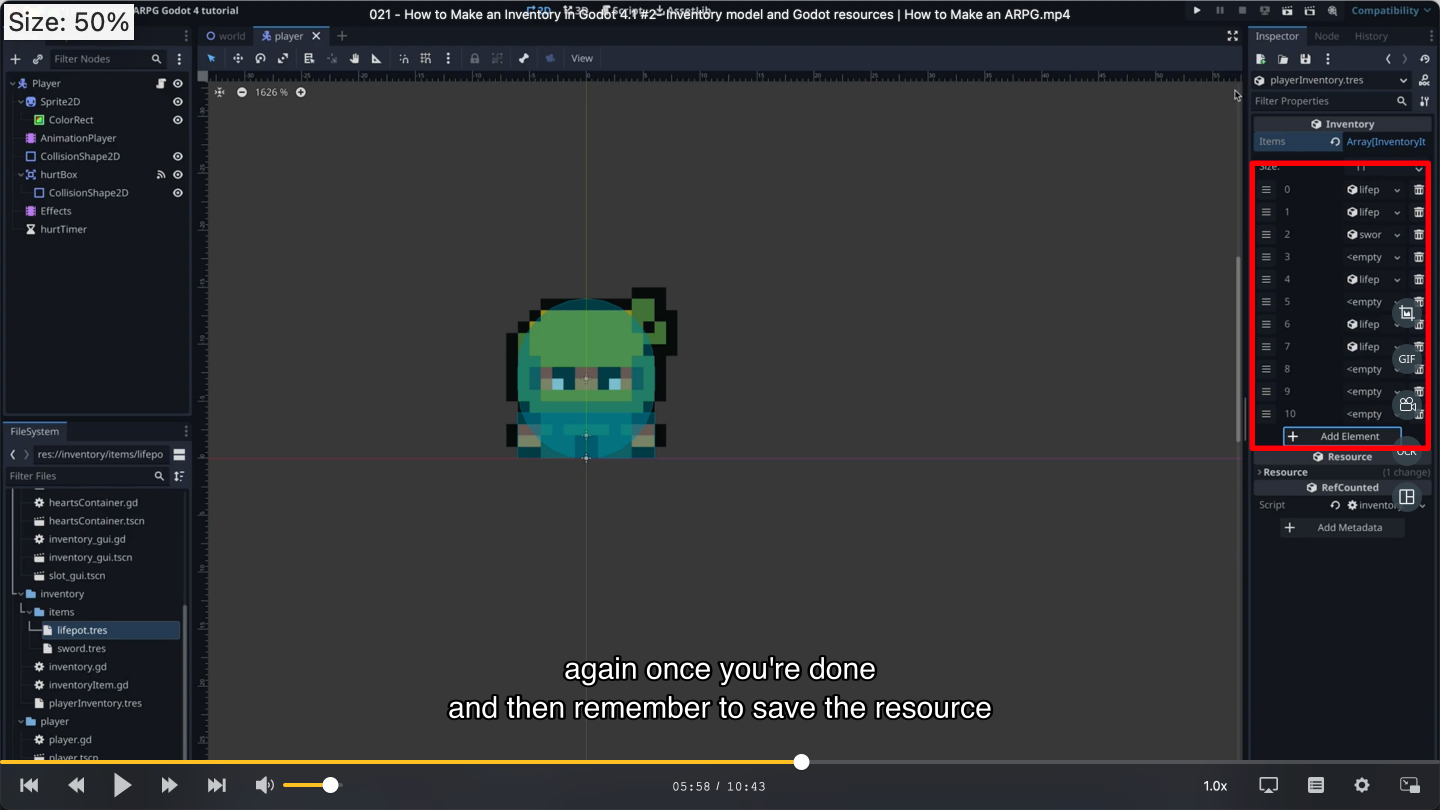 Size: 50%
ARPG Godot 4 tutorial
021 - How to Make an Inventory in Godot 4.1 #2- Inventory model and Godot resources | How to Make an ARPG.mp4
Compatibility
world
player
Inspector
Node
History
Filter Nodes
View
playerInventory.tres
1626 %
Filter Properties
Player
Sprite2D
ColorRect
AnimationPlayer
CollisionShape2D
hurtBox
CollisionShape2D
Effects
hurtTimer
Inventory
Items
Array[InventoryIt
Size:
11
0 lifep
1 lifep
2 swor
3 <empty
4 lifep
5 <empty
6 lifep
7 lifep
8 <empty
9 <empty
10 <empty
GIF
OCR
Add Element
Resource
Resource (1 change)
RefCounted
Script
inventory
Add Metadata
FileSystem
res://inventory/items/lifepo
Filter Files
heartsContainer.gd
heartsContainer.tscn
inventory_gui.gd
inventory_gui.tscn
slot_gui.tscn
inventory
items
lifepot.tres
sword.tres
inventory.gd
inventoryItem.gd
playerInventory.tres
player
player.gd
player.tscn
again once you're done
and then remember to save the resource
05:58 / 10:43
1.0x